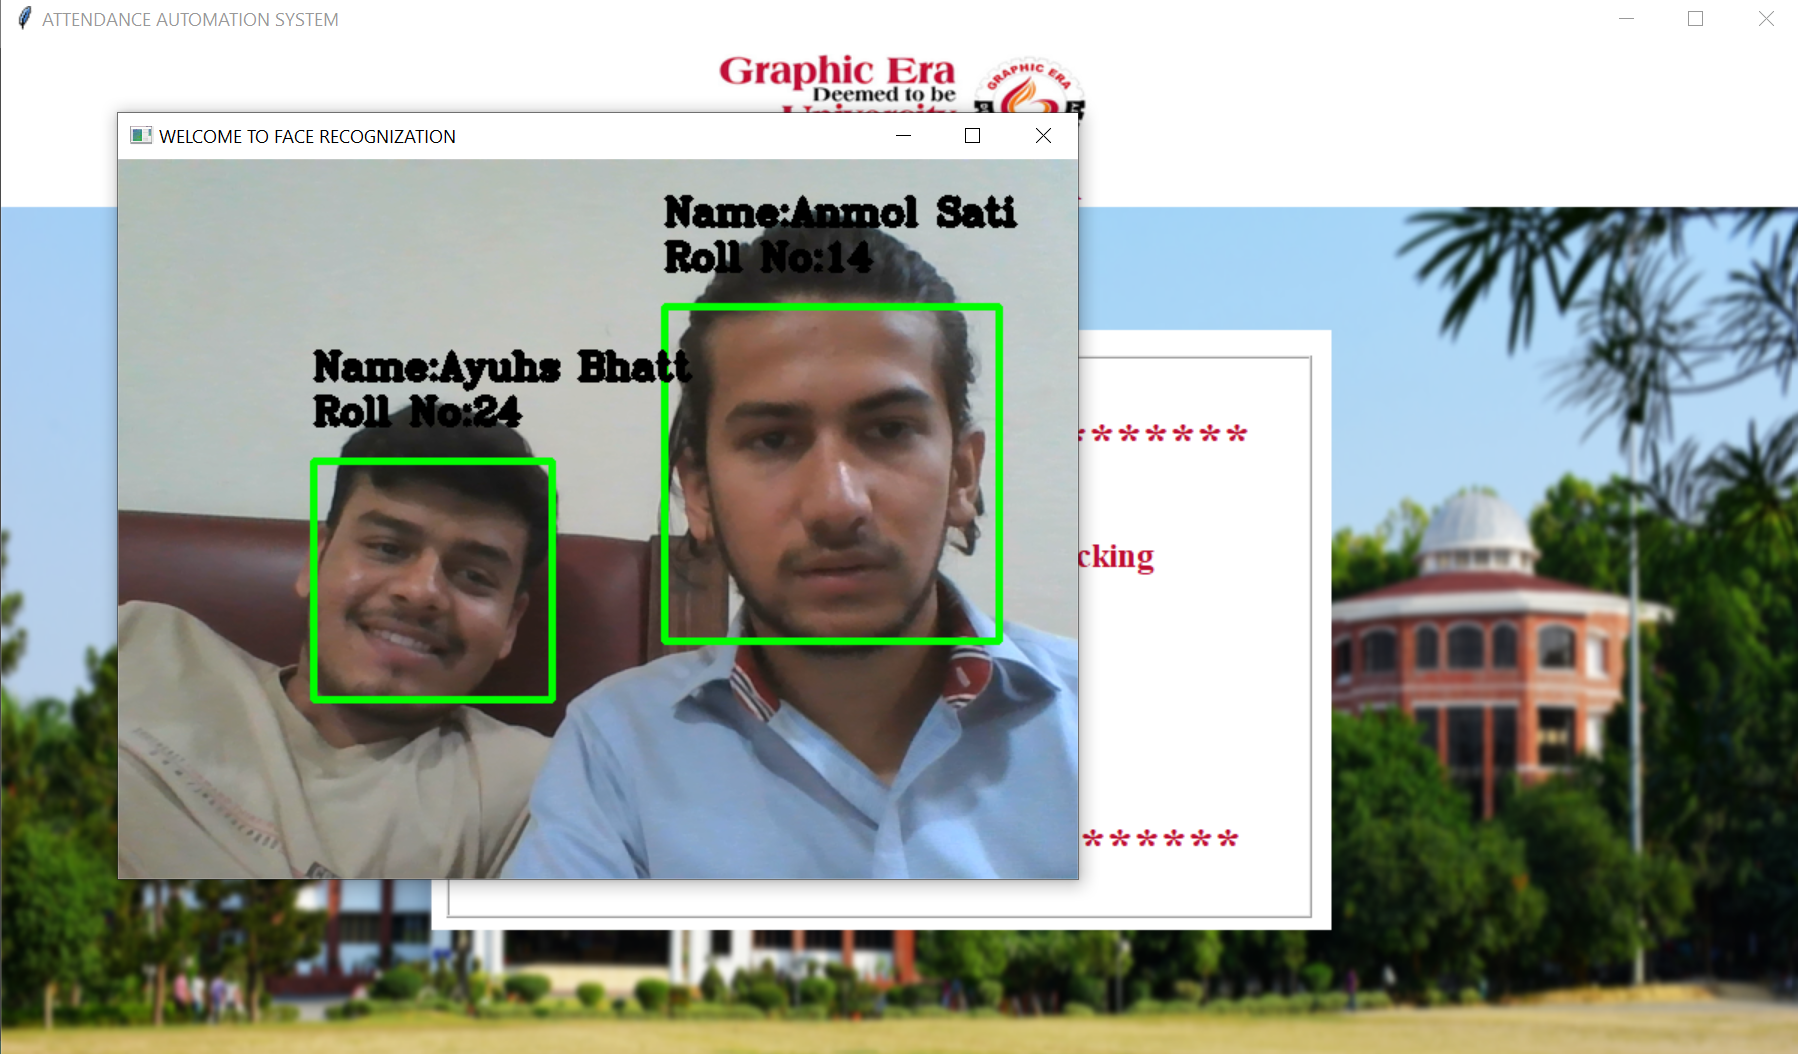 ATTENDANCE AUTOMATION SYSTEM
Graphic Era
Deemed to be
University
GRAPHIC ERA
WELCOME TO FACE RECOGNIZATION
Name:Anmol Sati
Roll No:14
Name:Ayuhs Bhatt
Roll No:24
*******
cking
******